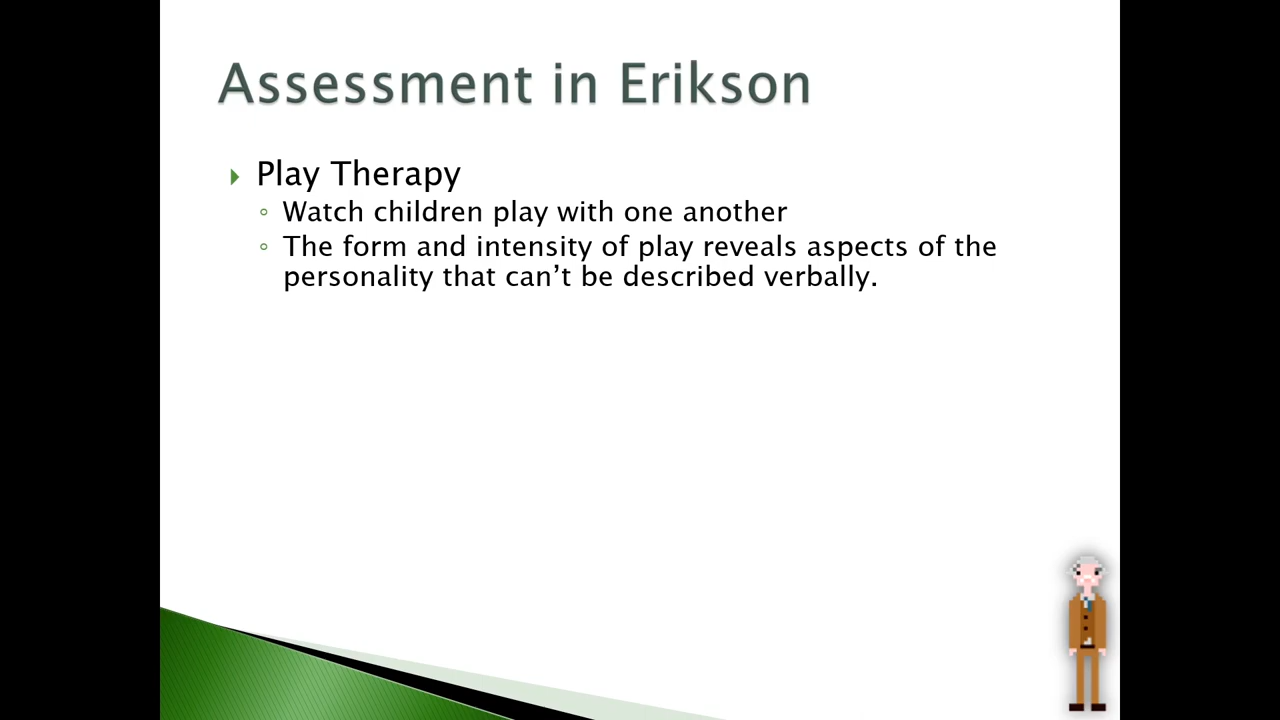 Assessment in Erikson
Play Therapy
Watch children play with one another
The form and intensity of play reveals aspects of the
personality that can’t be described verbally.